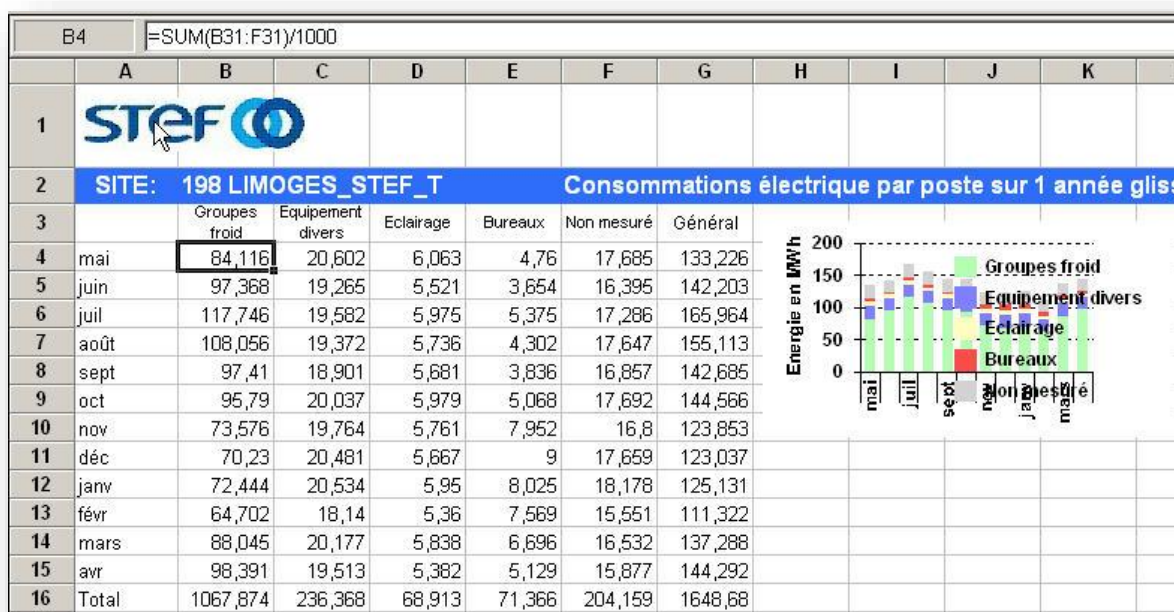 B4 =SUM(B31:F31)/1000
A B C D E F G H I J K
1 STEF
2 SITE: 198 LIMOGES_STEF_T Consommations électrique par poste sur 1 année gliss
3 Groupes froid Equipement divers Eclairage Bureaux Non mesuré Général
4 mai 84,116 20,602 6,063 4,76 17,685 133,226
5 juin 97,368 19,265 5,521 3,654 16,395 142,203
6 juil 117,746 19,582 5,975 5,375 17,286 165,964
7 août 108,056 19,372 5,736 4,302 17,647 155,113
8 sept 97,41 18,901 5,681 3,836 16,857 142,685
9 oct 95,79 20,037 5,979 5,068 17,692 144,566
10 nov 73,576 19,764 5,761 7,952 16,8 123,853
11 déc 70,23 20,481 5,667 9 17,659 123,037
12 janv 72,444 20,534 5,95 8,025 18,178 125,131
13 févr 64,702 18,14 5,36 7,569 15,551 111,322
14 mars 88,045 20,177 5,838 6,696 16,532 137,288
15 avr 98,391 19,513 5,382 5,129 15,877 144,292
16 Total 1067,874 236,368 68,913 71,366 204,159 1648,68
Energie en MWh
200
150
100
50
0
Groupes froid
Equipement divers
Eclairage
Bureaux
Non mesuré
mai juil sept nov janv mars